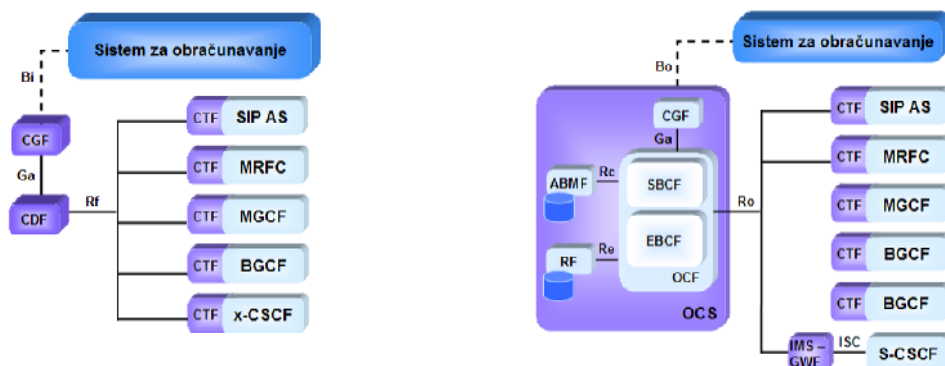 Sistem za obračunavanje
Bi
CGF
Ga
CDF
Rf
CTF SIP AS
CTF MRFC
CTF MGCF
CTF BGCF
CTF x-CSCF
Sistem za obračunavanje
Bo
CGF
Ga
ABMF
Rc
SBCF
RF
Re
EBCF
OCF
OCS
Ro
CTF SIP AS
CTF MRFC
CTF MGCF
CTF BGCF
CTF BGCF
IMS –
GWF
ISC
S-CSCF